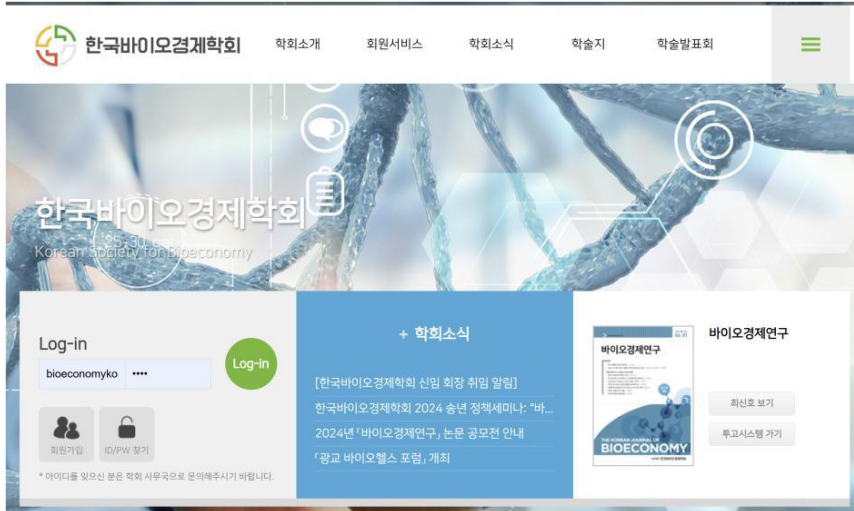 한국바이오경제학회
학회소개 회원서비스 학회소식 학술지 학술발표회
한국바이오경제학회
Korean Society for Bioeconomy
Log-in
bioeconomyko ••••
Log-in
회원가입 ID/PW 찾기
* 아이디를 잊으신 분은 학회 사무국으로 문의해주시기 바랍니다.
+ 학회소식
[한국바이오경제학회 신임 회장 취임 알림]
한국바이오경제학회 2024 송년 정책세미나: "바...
2024년 「바이오경제연구」 논문 공모전 안내
「광교 바이오헬스 포럼」 개최
바이오경제연구
THE KOREAN JOURNAL OF
BIOECONOMY
바이오경제연구
최신호 보기
투고시스템 가기